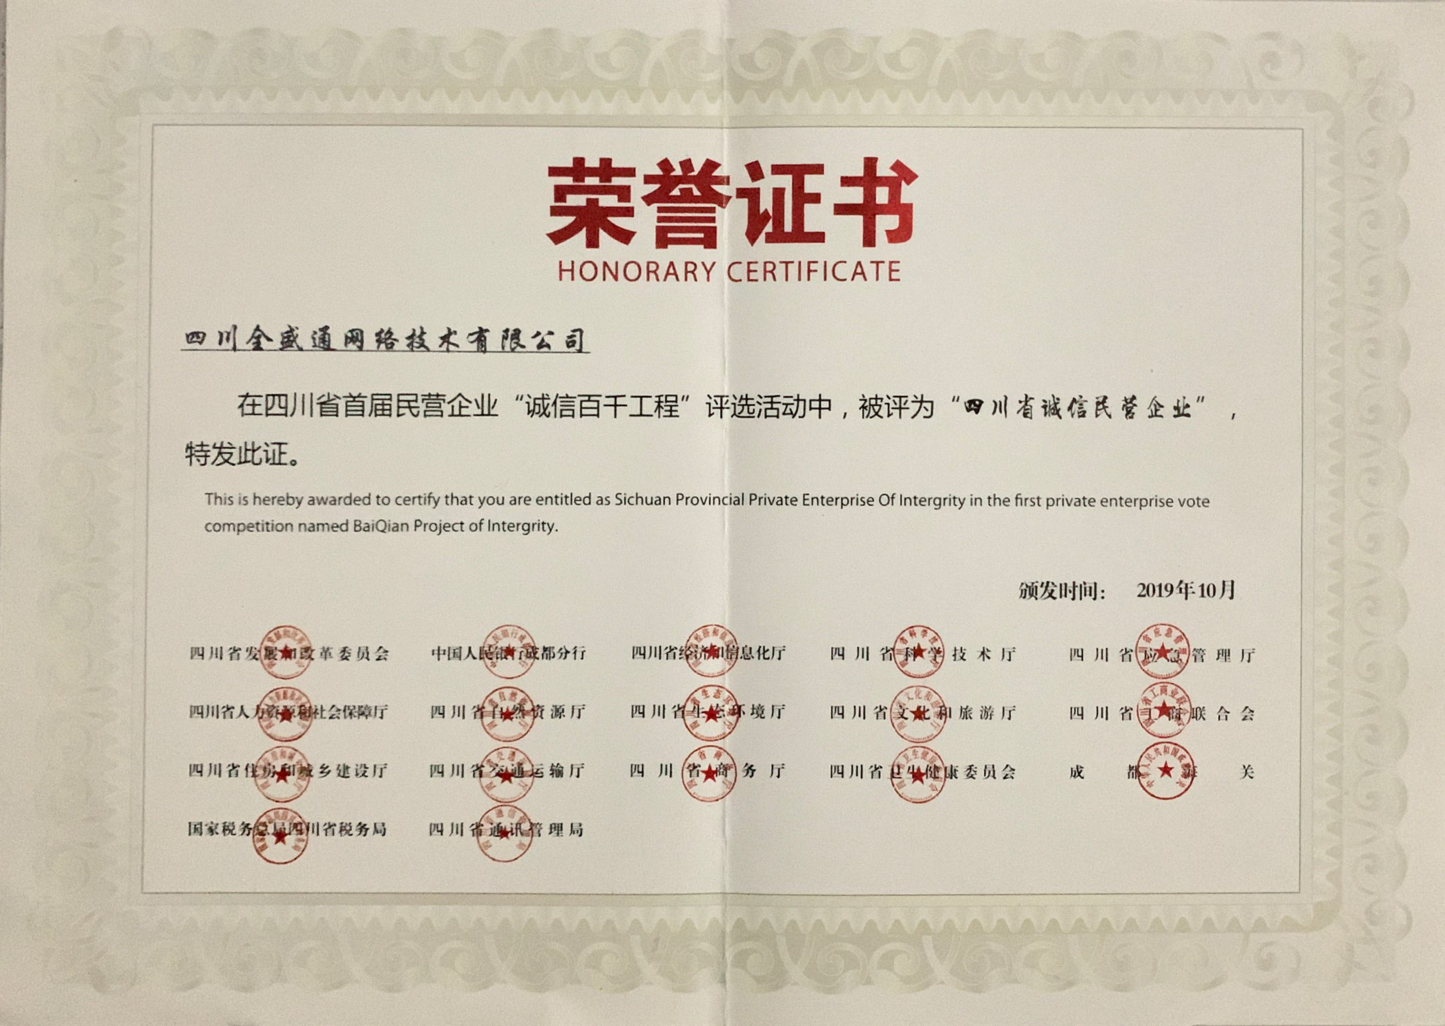 荣誉证书
HONORARY CERTIFICATE
四川全盛通网络技术有限公司
在四川省首届民营企业“诚信百千工程”评选活动中，被评为“四川省诚信民营企业”，
特发此证。
This is hereby awarded to certify that you are entitled as Sichuan Provincial Private Enterprise Of Intergrity in the first private enterprise vote
competition named BaiQian Project of Intergrity.
颁发时间： 2019年10月
四川省发展和改革委员会 中国人民银行成都分行 四川省经济和信息化厅 四川省科学技术厅 四川省应急管理厅
四川省人力资源和社会保障厅 四川省自然资源厅 四川省生态环境厅 四川省文化和旅游厅 四川省工商联合会
四川省住房和城乡建设厅 四川省交通运输厅 四川省商务厅 四川省卫生健康委员会 成都海关
国家税务总局四川省税务局 四川省通讯管理局